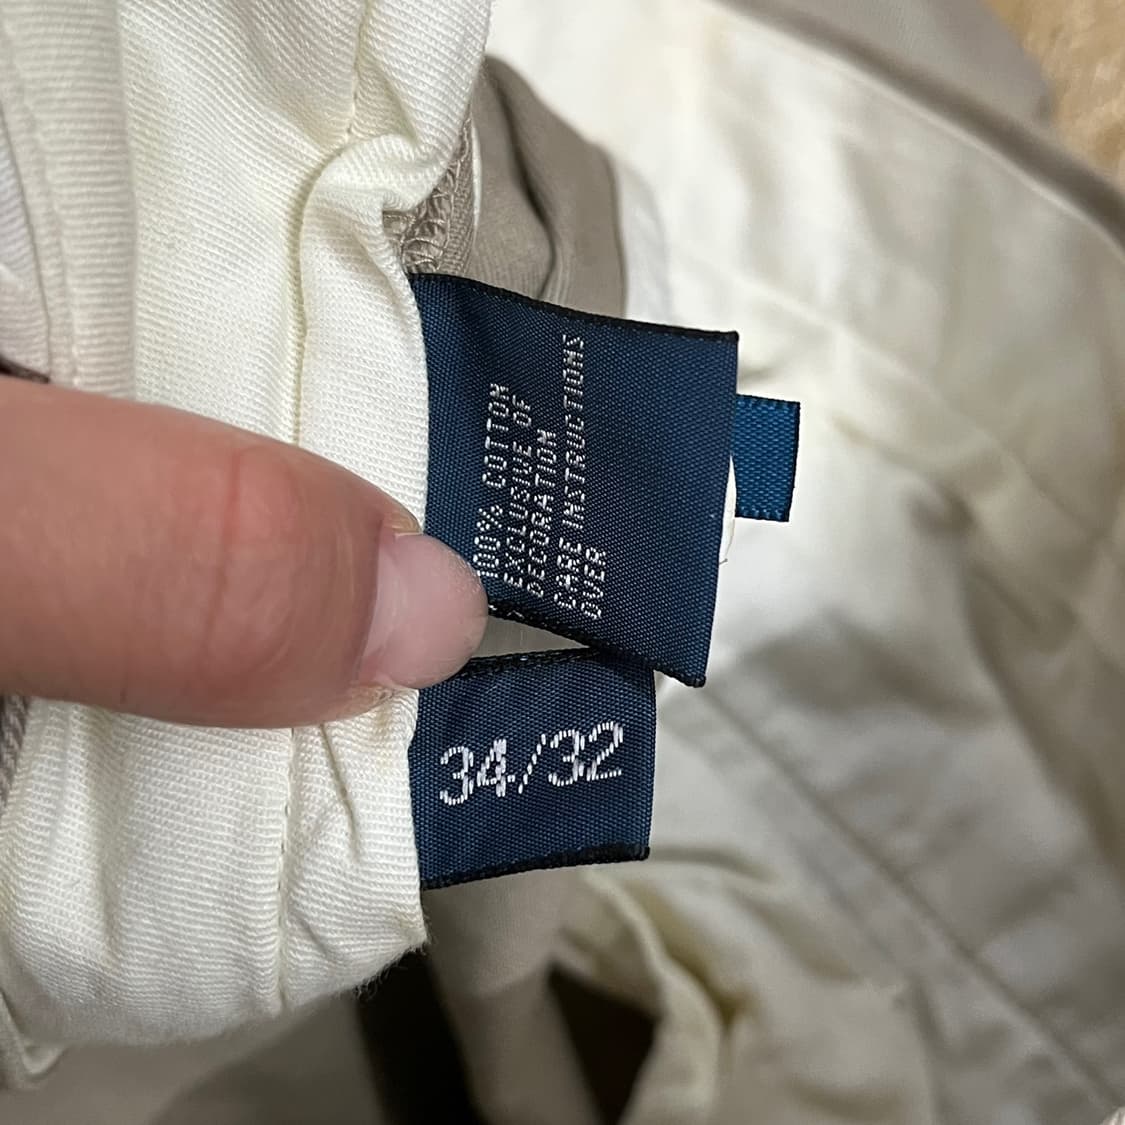 100% COTTON
EXCLUSIVE OF
DECORATION
CARE INSTRUCTIONS
OVER
34/32